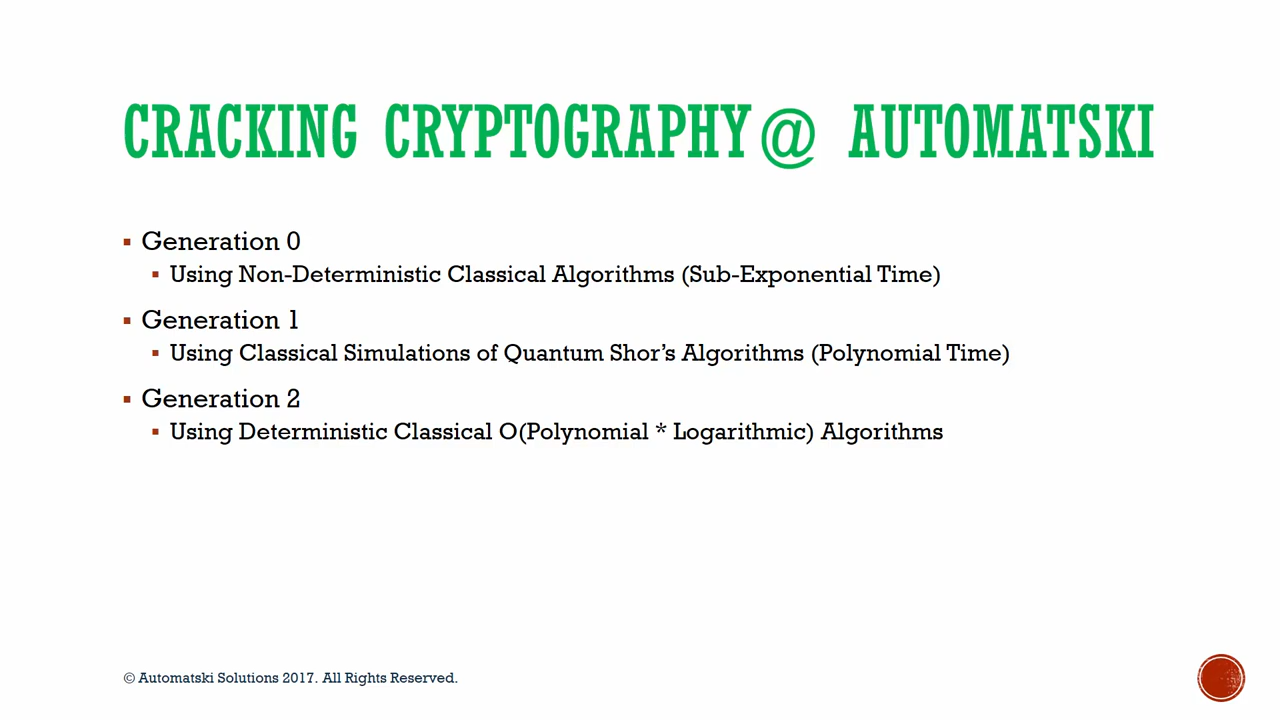 CRACKING CRYPTOGRAPHY@ AUTOMATSKI
Generation 0
Using Non-Deterministic Classical Algorithms (Sub-Exponential Time)
Generation 1
Using Classical Simulations of Quantum Shor’s Algorithms (Polynomial Time)
Generation 2
Using Deterministic Classical O(Polynomial * Logarithmic) Algorithms
© Automatski Solutions 2017. All Rights Reserved.